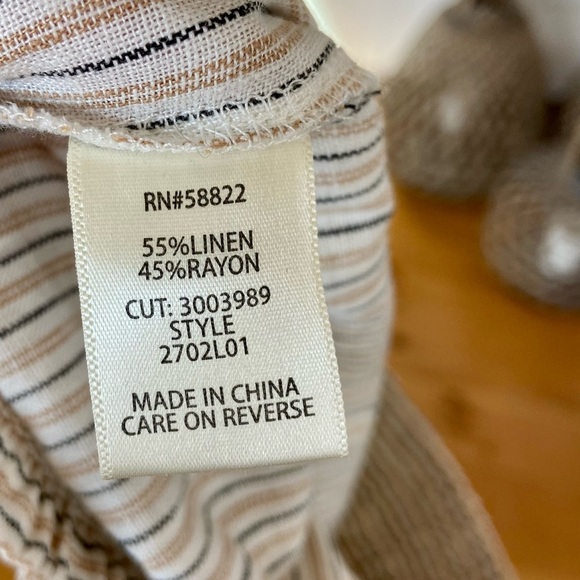 RN#58822
55%LINEN
45%RAYON
CUT: 3003989
STYLE
2702L01
MADE IN CHINA
CARE ON REVERSE